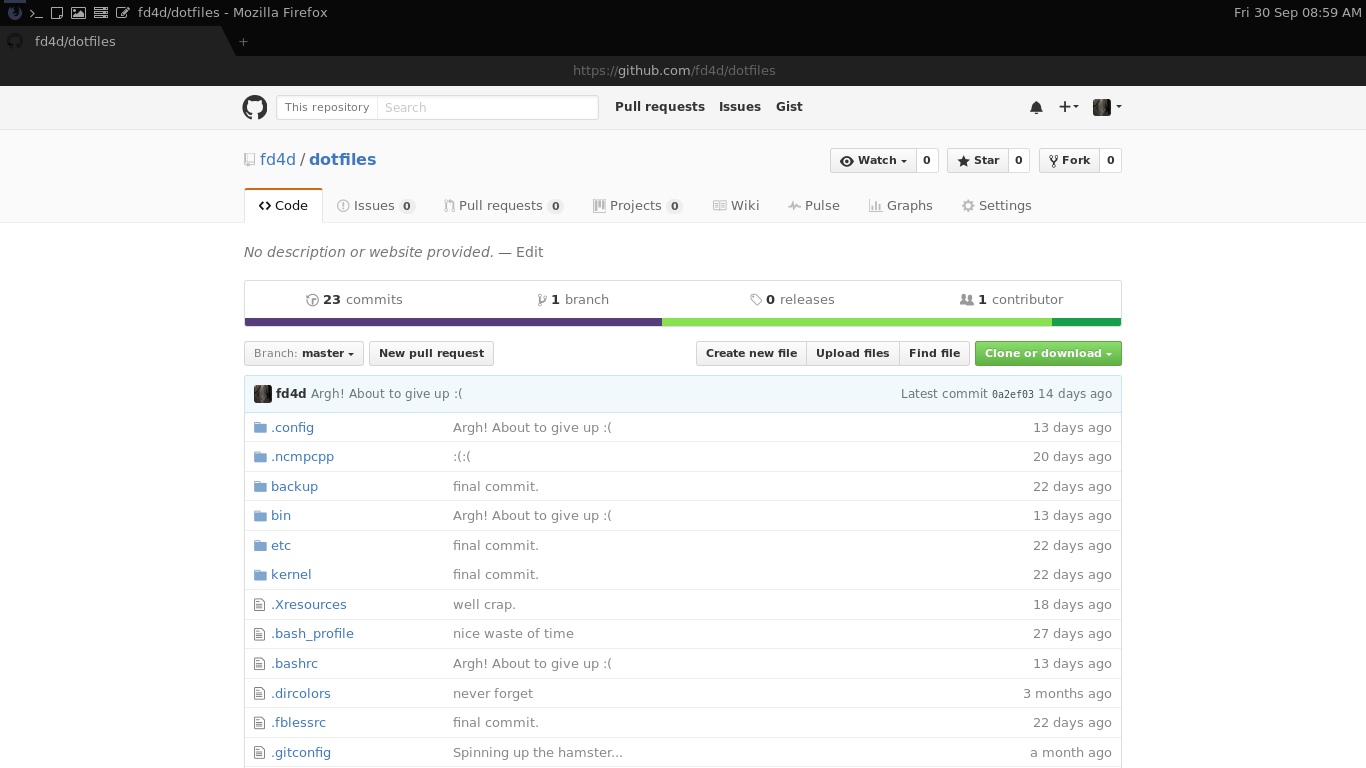 fd4d/dotfiles - Mozilla Firefox Fri 30 Sep 08:59 AM
fd4d/dotfiles +
https://github.com/fd4d/dotfiles
This repository Search Pull requests Issues Gist
fd4d / dotfiles Watch 0 Star 0 Fork 0
Code Issues 0 Pull requests 0 Projects 0 Wiki Pulse Graphs Settings
No description or website provided. — Edit
23 commits 1 branch 0 releases 1 contributor
Branch: master New pull request Create new file Upload files Find file Clone or download
fd4d Argh! About to give up :( Latest commit 0a2ef03 14 days ago
.config Argh! About to give up :( 13 days ago
.ncmpcpp :(:( 20 days ago
backup final commit. 22 days ago
bin Argh! About to give up :( 13 days ago
etc final commit. 22 days ago
kernel final commit. 22 days ago
.Xresources well crap. 18 days ago
.bash_profile nice waste of time 27 days ago
.bashrc Argh! About to give up :( 13 days ago
.dircolors never forget 3 months ago
.fblessrc final commit. 22 days ago
.gitconfig Spinning up the hamster... a month ago